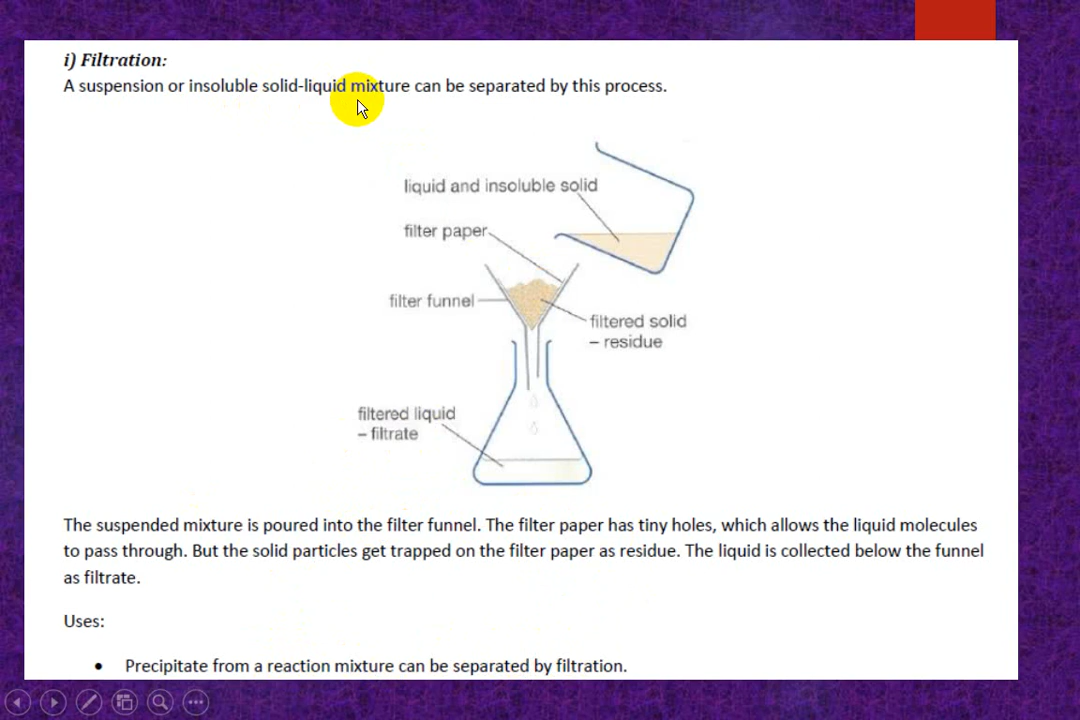 i) Filtration:
A suspension or insoluble solid-liquid mixture can be separated by this process.
liquid and insoluble solid
filter paper
filter funnel
filtered solid
– residue
filtered liquid
– filtrate
The suspended mixture is poured into the filter funnel. The filter paper has tiny holes, which allows the liquid molecules
to pass through. But the solid particles get trapped on the filter paper as residue. The liquid is collected below the funnel
as filtrate.
Uses:
• Precipitate from a reaction mixture can be separated by filtration.